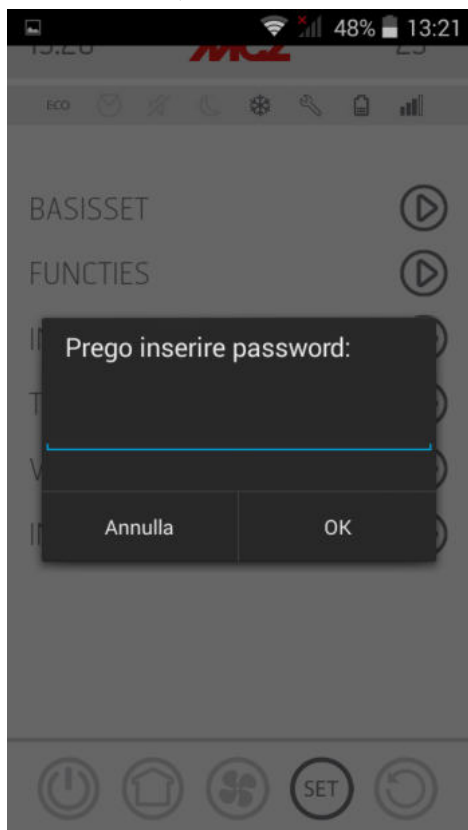 48% 13:21
MCZ
ECO
BASISSET
FUNCTIES
Prego inserire password:
Annulla OK
SET